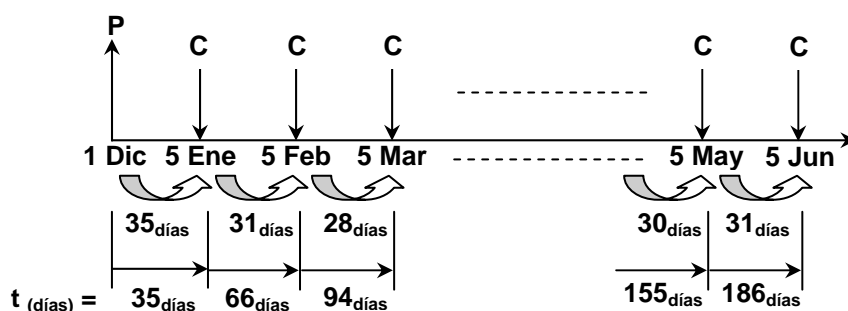 P
C C C C C
1 Dic 5 Ene 5 Feb 5 Mar 5 May 5 Jun
35días 31días 28días 30días 31días
t (días) = 35días 66días 94días 155días 186días